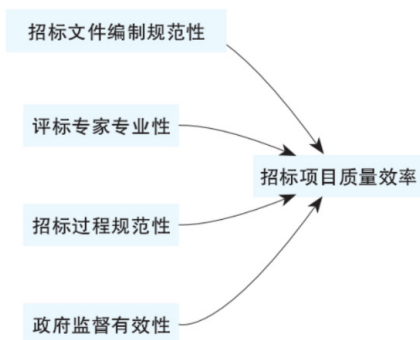 招标文件编制规范性
评标专家专业性
招标项目质量效率
招标过程规范性
政府监督有效性